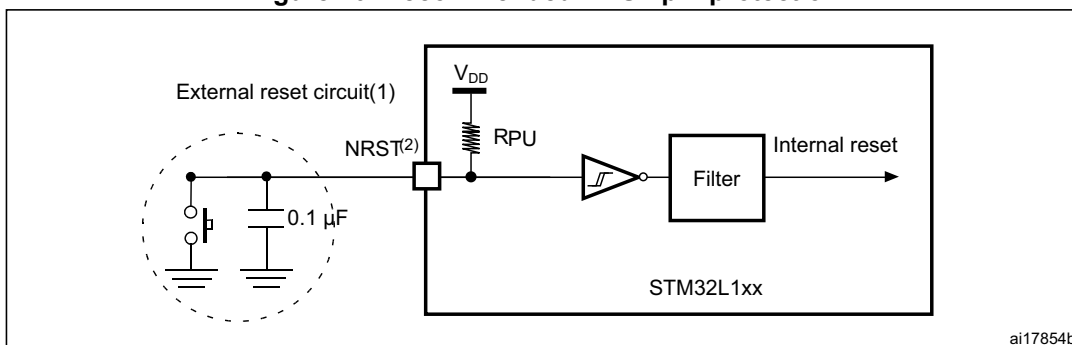 VDD
External reset circuit(1)
NRST(2)
RPU
Internal reset
Filter
0.1 µF
STM32L1xx
ai17854b